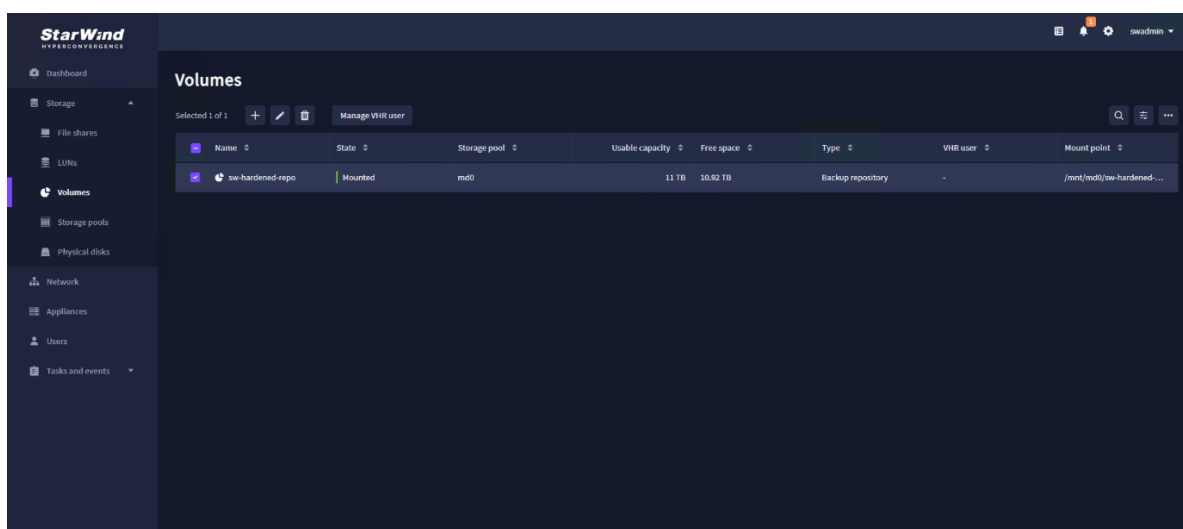 StarWind
HYPERCONVERGENCE
1
swadmin
Dashboard
Storage
File shares
LUNs
Volumes
Storage pools
Physical disks
Network
Appliances
Users
Tasks and events
Volumes
Selected 1 of 1 Manage VHR user
Name State Storage pool Usable capacity Free space Type VHR user Mount point
sw-hardened-repo Mounted md0 11 TB 10.92 TB Backup repository - /mnt/md0/sw-hardened-...